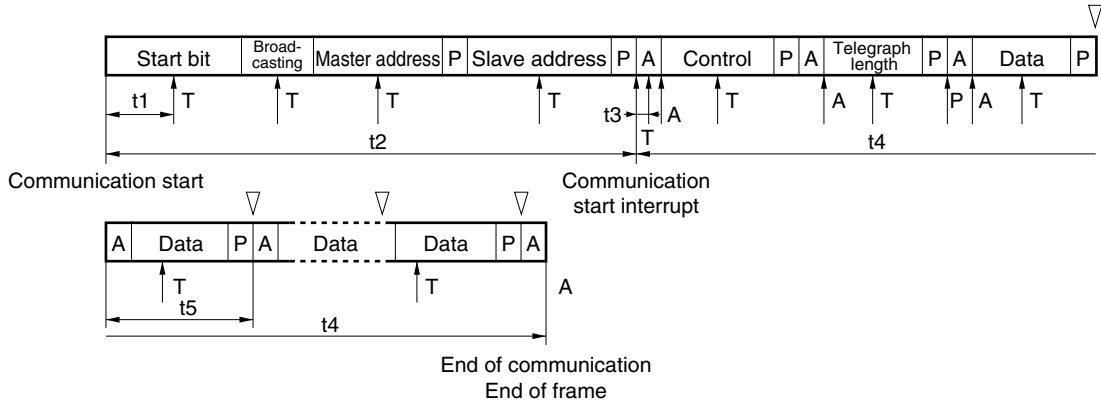 Start bit Broad-casting Master address P Slave address P A Control P A Telegraph length P A Data P
t1 T T T T t3 T A T A T P A T
t2 t4
Communication start Communication start interrupt
A Data P A Data Data P A
T T A
t5
t4
End of communication
End of frame